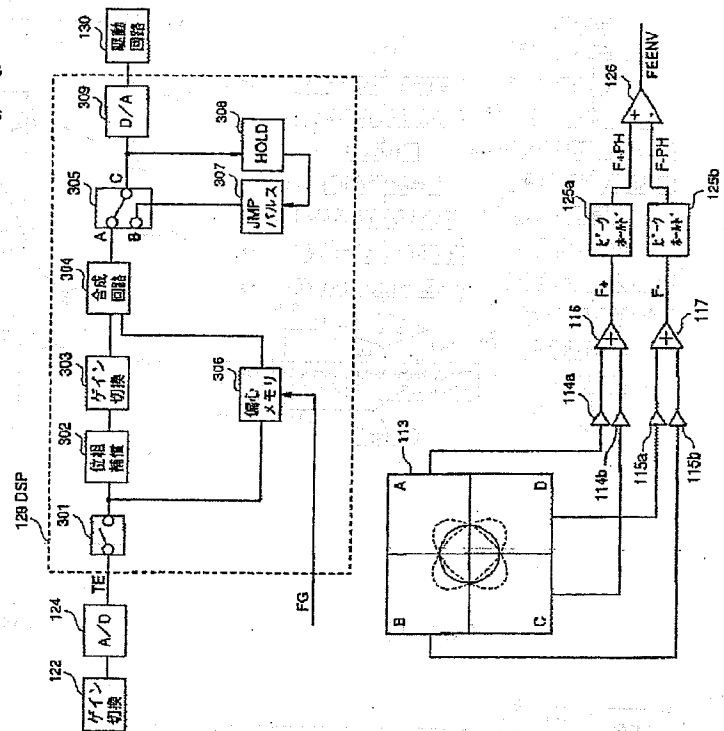 122
ゲイン
切換
124
A/D
TE
129 DSP
301
302
位相
補償
303
ゲイン
切換
304
合成
回路
A
305
C
B
306
偏心
メモリ
FG
307
JMP
パルス
308
HOLD
309
D/A
130
駆動
回路
113
A
B
C
D
114a
114b
115a
115b
116
117
F+
F-
125a
ピーク
ホールド
125b
ピーク
ホールド
F+PH
F-PH
126
FEENV